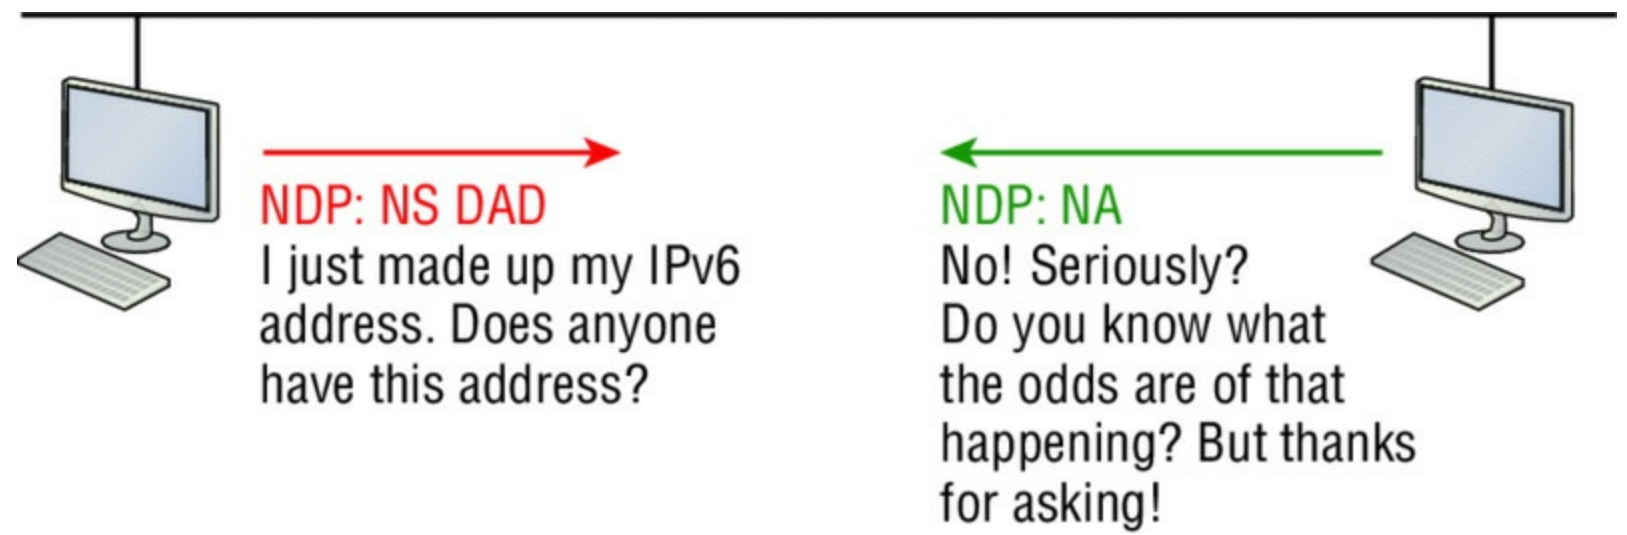 NDP: NS DAD
I just made up my IPv6
address. Does anyone
have this address?
NDP: NA
No! Seriously?
Do you know what
the odds are of that
happening? But thanks
for asking!